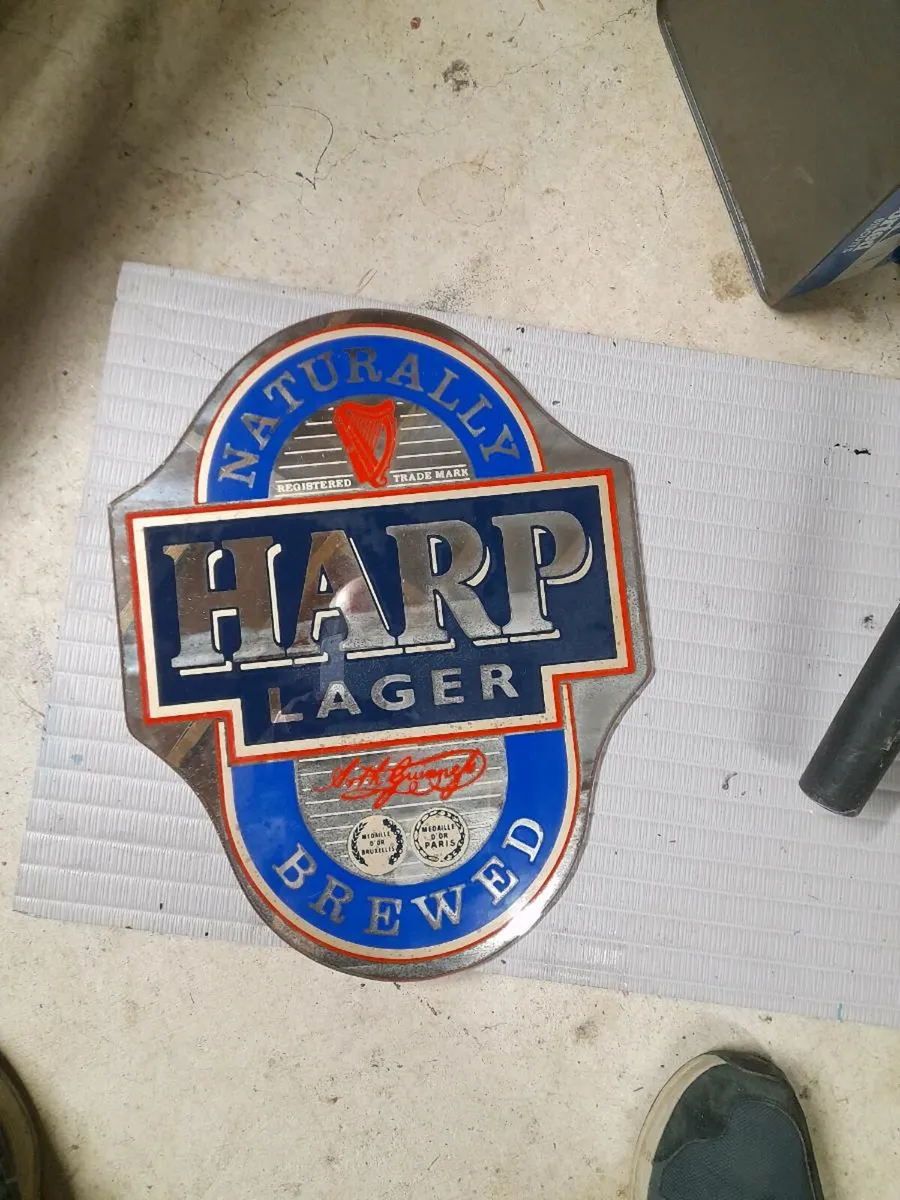 NATURALLY
REGISTERED TRADE MARK
HARP
LAGER
MEDAILLE
D'OR
BRUXELLES
MEDAILLE
D'OR
PARIS
BREWED